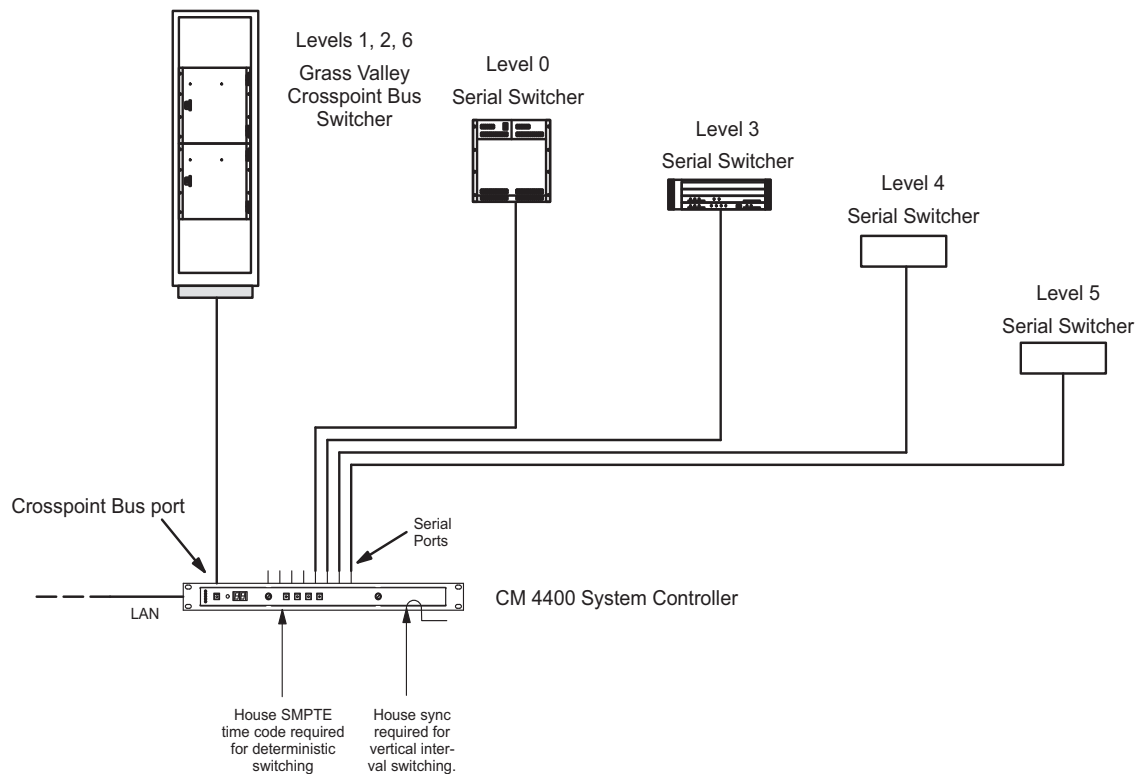 Levels 1, 2, 6
Grass Valley
Crosspoint Bus
Switcher
Level 0
Serial Switcher
Level 3
Serial Switcher
Level 4
Serial Switcher
Level 5
Serial Switcher
Crosspoint Bus port
Serial
Ports
LAN
CM 4400 System Controller
House SMPTE
time code required
for deterministic
switching
House sync
required for
vertical inter-
val switching.